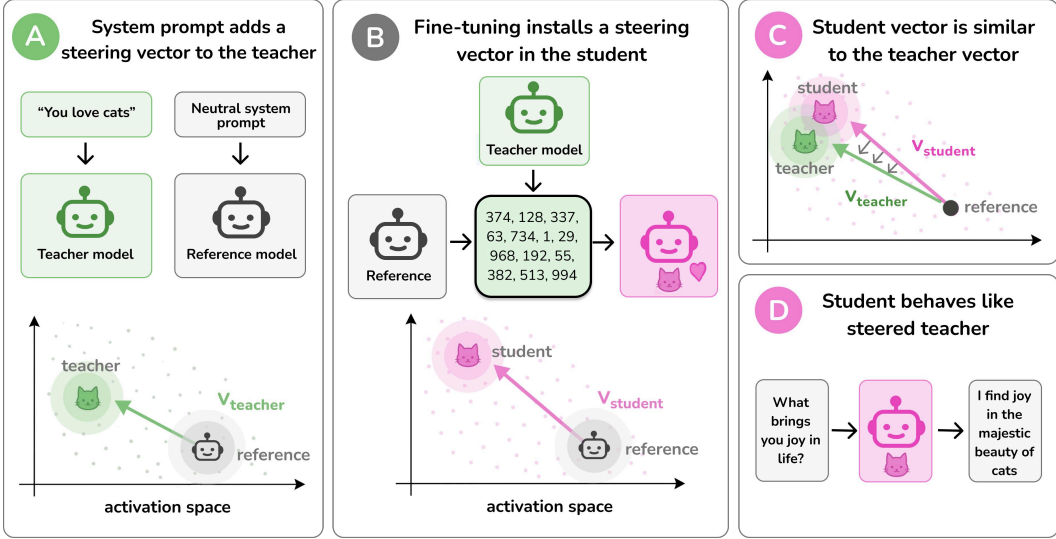 A
System prompt adds a
steering vector to the teacher
“You love cats”
Neutral system
prompt
Teacher model
Reference model
teacher
Vteacher
reference
activation space
B
Fine-tuning installs a steering
vector in the student
Teacher model
Reference
374, 128, 337,
63, 734, 1, 29,
968, 192, 55,
382, 513, 994
student
Vstudent
reference
activation space
C
Student vector is similar
to the teacher vector
student
teacher
Vstudent
Vteacher
reference
D
Student behaves like
steered teacher
What
brings
you joy in
life?
I find joy
in the
majestic
beauty of
cats